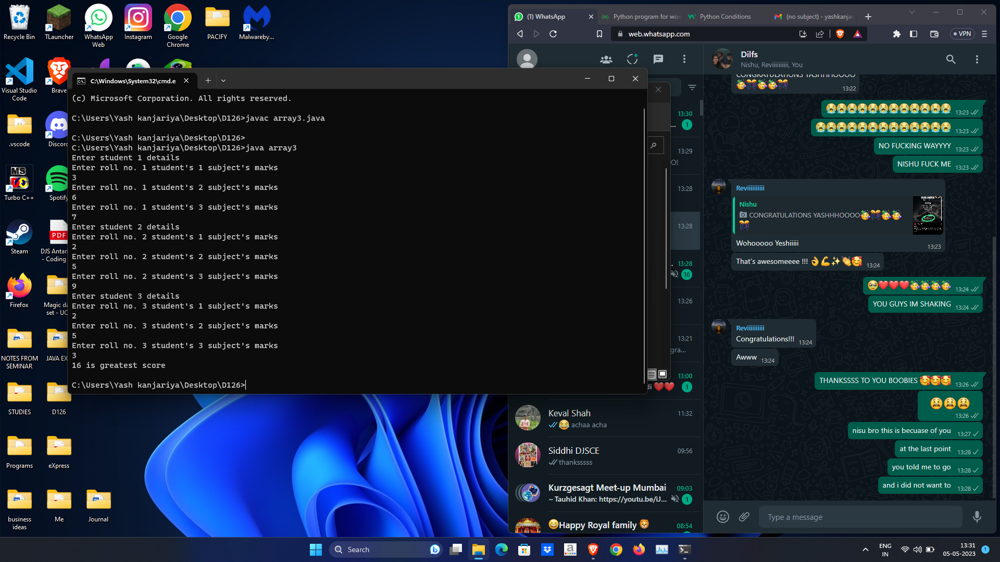 Recycle Bin
TLauncher
WhatsApp Web
Instagram
Google Chrome
PACIFY
Malwareby...
Visual Studio Code
Brave
.vscode
Discord
Turbo C++
Spotify
Steam
DJS Antari
- Coding
Firefox
Magic da
set - UC
NOTES FROM SEMINAR
JAVA EX
STUDIES
D126
Programs
eXpress
business ideas
Me
Journal
MS
PDF
C:\Windows\System32\cmd.e
(c) Microsoft Corporation. All rights reserved.
C:\Users\Yash kanjariya\Desktop\D126>javac array3.java
C:\Users\Yash kanjariya\Desktop\D126>
C:\Users\Yash kanjariya\Desktop\D126>java array3
Enter student 1 details
Enter roll no. 1 student's 1 subject's marks
3
Enter roll no. 1 student's 2 subject's marks
6
Enter roll no. 1 student's 3 subject's marks
7
Enter student 2 details
Enter roll no. 2 student's 1 subject's marks
2
Enter roll no. 2 student's 2 subject's marks
5
Enter roll no. 2 student's 3 subject's marks
9
Enter student 3 details
Enter roll no. 3 student's 1 subject's marks
2
Enter roll no. 3 student's 2 subject's marks
5
Enter roll no. 3 student's 3 subject's marks
3
16 is greatest score
C:\Users\Yash kanjariya\Desktop\D126>
(1) WhatsApp
Python program for wor
Python Conditions
(no subject) - yashkanjar
web.whatsapp.com
VPN
13:30
... 1
13:29
O!
13:28
13:28
13:28
16
13:26
13:21
gra...
13:00
di ❤️❤️ 1
Keval Shah 11:32
😂 achaa acha
Siddhi DJSCE 09:56
thanksssss
Kurzgesagt Meet-up Mumbai 09:03
~ Tauhid Khan: https://youtu.be/iJ... 1
😀Happy Royal family 🦁 08:54
Dilfs
Nishu, Reviiiiiiiiii, You
CONGRATULATIONS YASHHHOOOO
🥳🎊🥳🥳🎊 13:22
😭😭😭😭😭😭😭😭😭😭😭😭 13:23
😭😭😭😭😭😭😭😭😭😭😭😭😭 13:23
NO FUCKING WAYYYY 13:23
NISHU FUCK ME 13:23
Reviiiiiiiiii
Nishu
CONGRATULATIONS YASHHHOOOO🥳🎊🥳🥳
🎊
Wohooooo Yeshiiiii 13:23
That's awesomeeee !!! 👌💪✨👏🥰 13:24
🥹❤️❤️❤️🥳🥳🥳🥳 13:24
YOU GUYS IM SHAKING 13:24
Reviiiiiiiiii
Congratulations!!! 13:24
Awww 13:24
THANKSSSS TO YOU BOOBIES 🥰🥰🥰 13:26
😫😫😫
13:26
nisu bro this is becuase of you 13:27
at the last point 13:28
you told me to go 13:28
and i did not want to 13:28
Type a message
Search
ENG
IN
13:31
05-05-2023
1